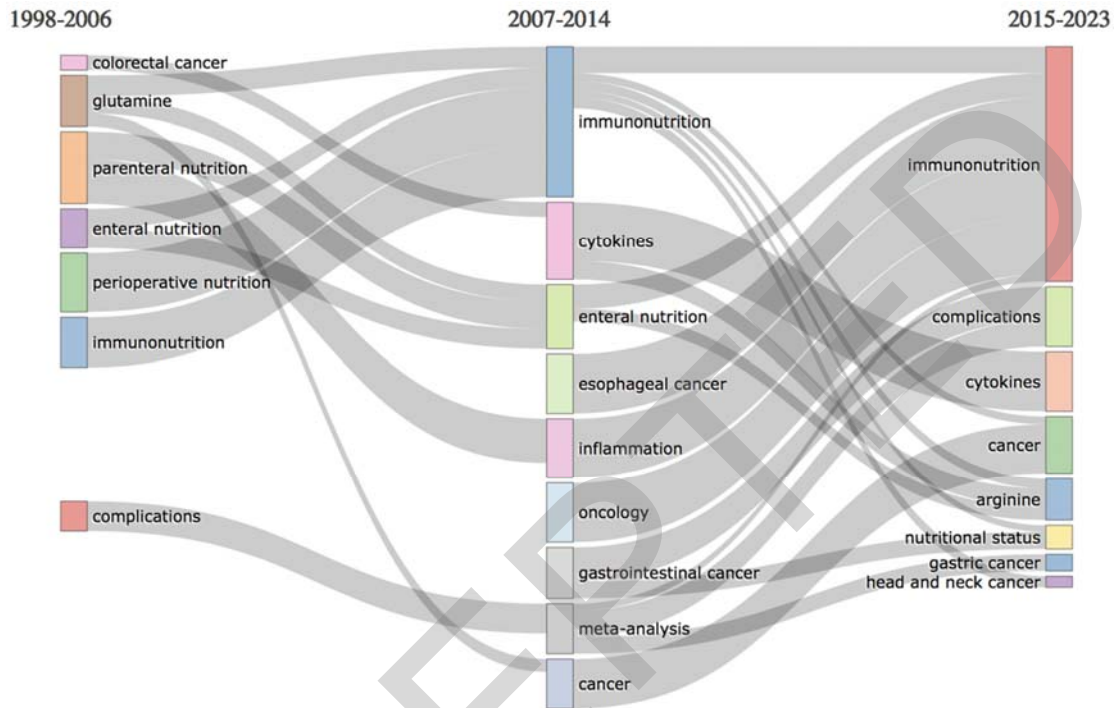 1998-2006
2007-2014
2015-2023
colorectal cancer
glutamine
parenteral nutrition
enteral nutrition
perioperative nutrition
immunonutrition
complications
immunonutrition
cytokines
enteral nutrition
esophageal cancer
inflammation
oncology
gastrointestinal cancer
meta-analysis
cancer
immunonutrition
complications
cytokines
cancer
arginine
nutritional status
gastric cancer
head and neck cancer
EPTED